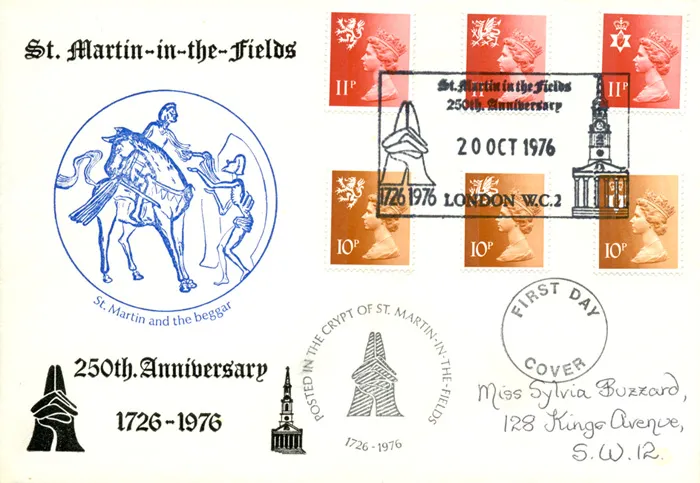 St. Martin-in-the-Fields
11P
11P
11P
St. Martin in the Fields
250th. Anniversary
20 OCT 1976
1726 1976 LONDON W.C.2
10P
10P
10P
St. Martin and the beggar
250th. Anniversary
1726-1976
POSTED IN THE CRYPT OF ST. MARTIN-IN-THE-FIELDS
1726-1976
FIRST DAY
COVER
Miss Sylvia Buzzard,
128 Kings Avenue,
S.W.12.